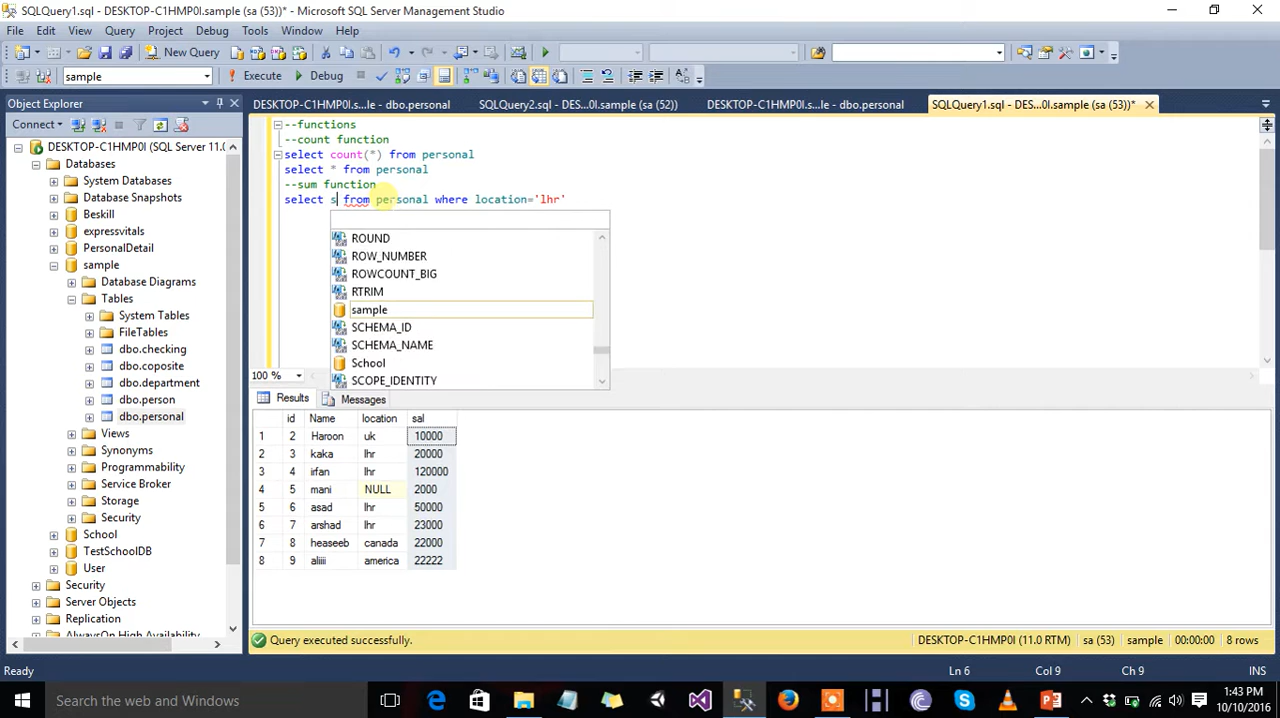 SQLQuery1.sql - DESKTOP-C1HMP0I.sample (sa (53))* - Microsoft SQL Server Management Studio
File Edit View Query Project Debug Tools Window Help
New Query
sample Execute Debug
Object Explorer
DESKTOP-C1HMP0I.s...le - dbo.personal SQLQuery2.sql - DES...0I.sample (sa (52)) DESKTOP-C1HMP0I.s...le - dbo.personal SQLQuery1.sql - DES...0I.sample (sa (53))*
Connect
DESKTOP-C1HMP0I (SQL Server 11.0
Databases
System Databases
Database Snapshots
Beskill
expressvitals
PersonalDetail
sample
Database Diagrams
Tables
System Tables
FileTables
dbo.checking
dbo.coposite
dbo.department
dbo.person
dbo.personal
Views
Synonyms
Programmability
Service Broker
Storage
Security
School
TestSchoolDB
User
Security
Server Objects
Replication
AlwaysOn High Availability
--functions
--count function
select count(*) from personal
select * from personal
--sum function
select s from personal where location='lhr'
ROUND
ROW_NUMBER
ROWCOUNT_BIG
RTRIM
sample
SCHEMA_ID
SCHEMA_NAME
School
SCOPE_IDENTITY
100 %
Results Messages
id Name location sal
1 2 Haroon uk 10000
2 3 kaka lhr 20000
3 4 irfan lhr 120000
4 5 mani NULL 2000
5 6 asad lhr 50000
6 7 arshad lhr 23000
7 8 heaseeb canada 22000
8 9 aliiii america 22222
Query executed successfully. DESKTOP-C1HMP0I (11.0 RTM) sa (53) sample 00:00:00 8 rows
Ready Ln 6 Col 9 Ch 9 INS
Search the web and Windows
1:43 PM
10/10/2016